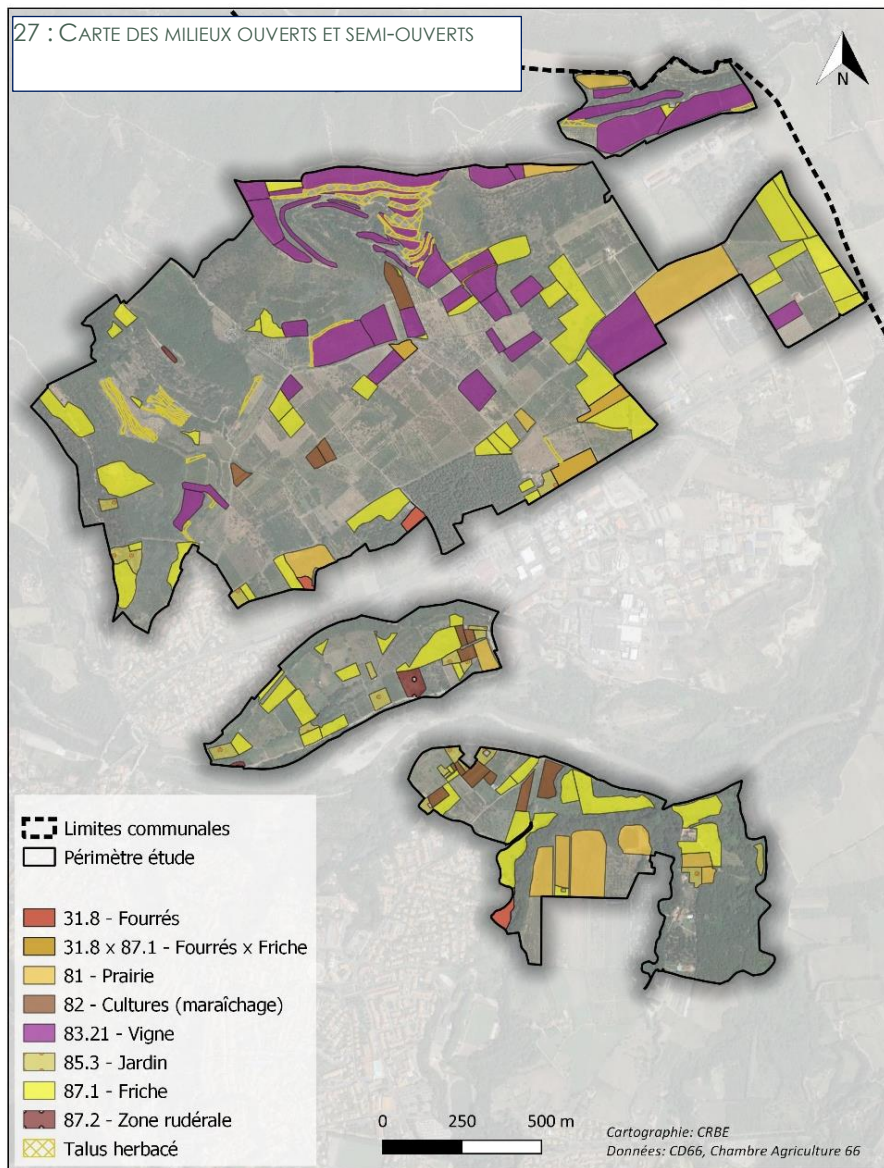 27 : CARTE DES MILIEUX OUVERTS ET SEMI-OUVERTS
N
Limites communales
Périmètre étude
31.8 - Fourrés
31.8 x 87.1 - Fourrés x Friche
81 - Prairie
82 - Cultures (maraîchage)
83.21 - Vigne
85.3 - Jardin
87.1 - Friche
87.2 - Zone rudérale
Talus herbacé
0 250 500 m
Cartographie: CRBE
Données: CD66, Chambre Agriculture 66